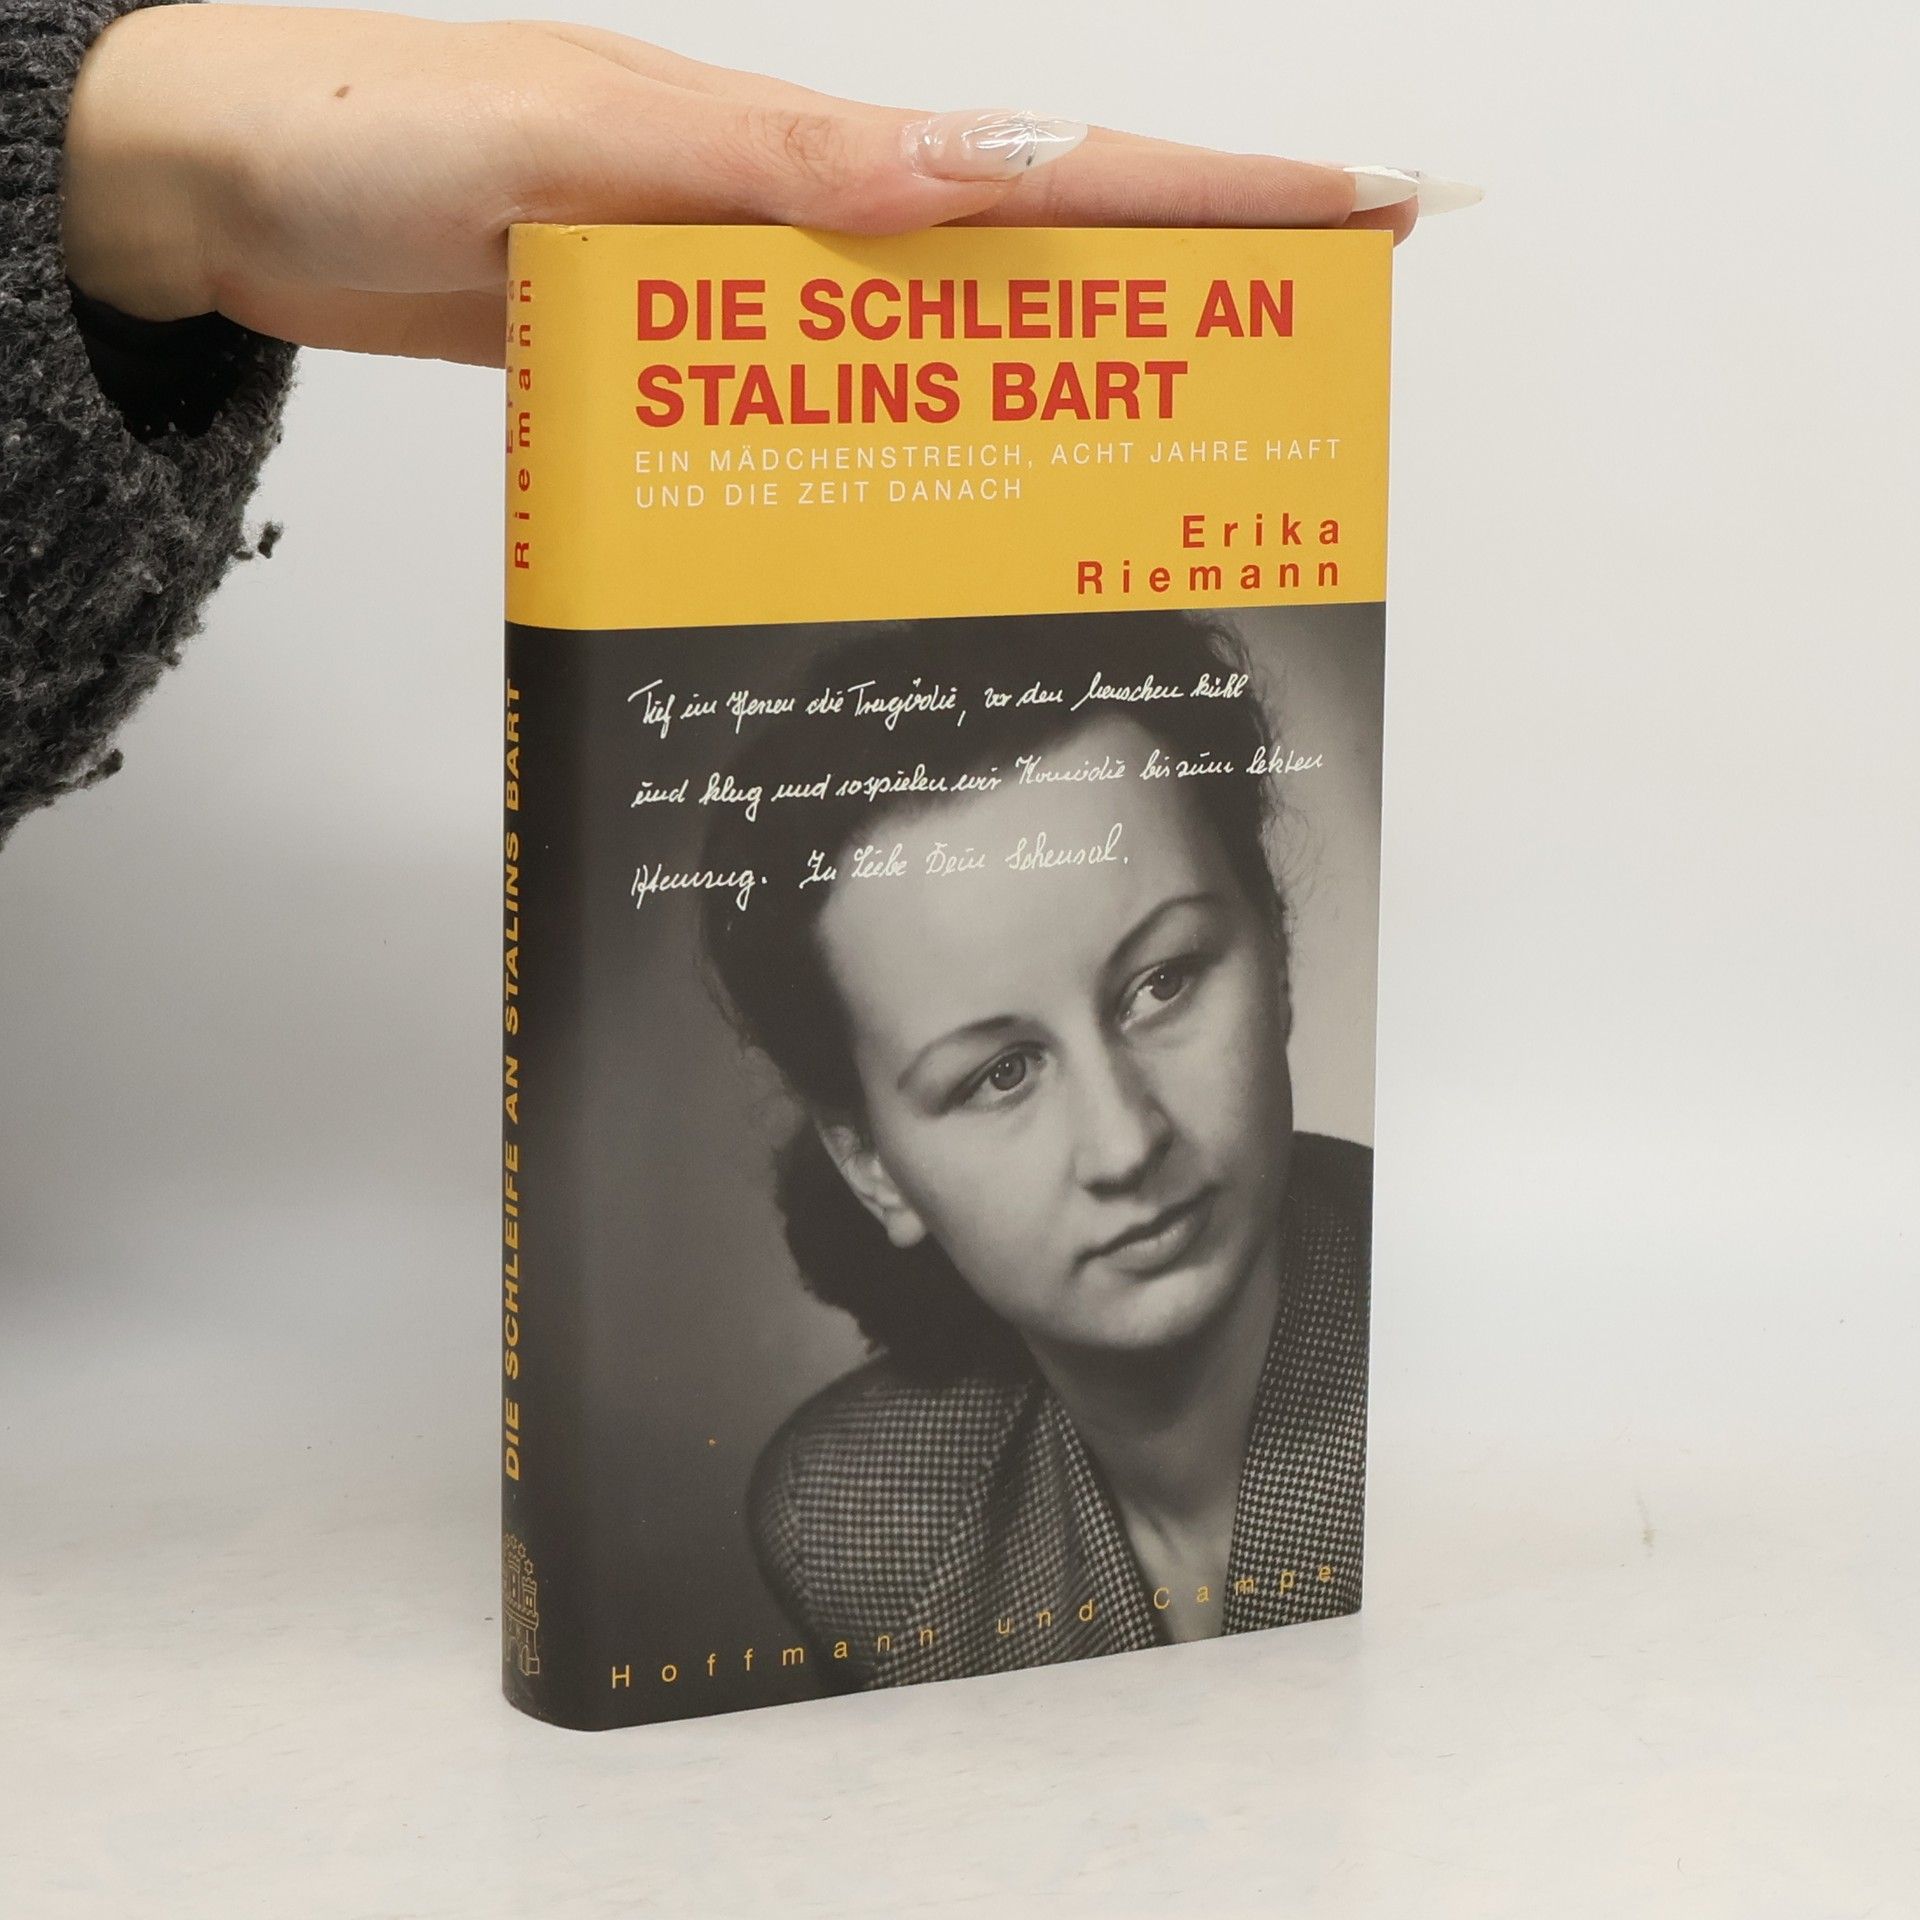 DIE SCHLEIFE AN
STALINS BART
EIN MÄDCHENSTREICH, ACHT JAHRE HAFT
UND DIE ZEIT DANACH
Erika
Riemann
Tief im Herzen die Tragödie, vor den Menschen kühl
und klug und so spielen wir Komödie bis zum letzten
Atemzug. In Liebe Dein Scheusal.
Hoffmann und Campe
Erika
Riemann
DIE SCHLEIFE AN STALINS BART